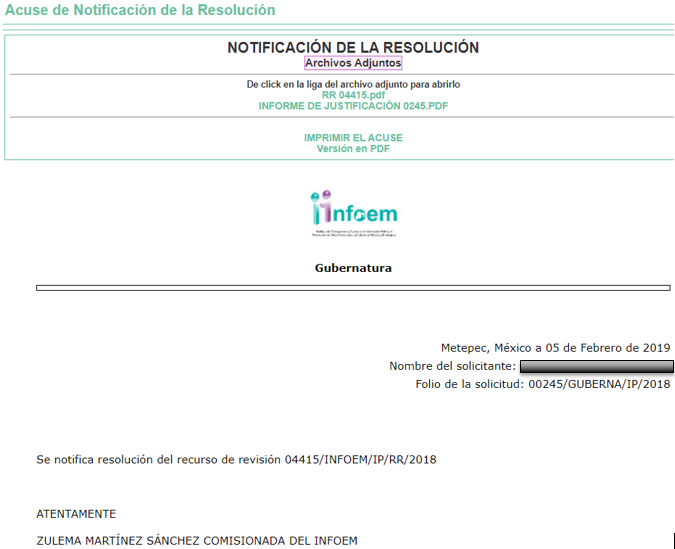 Acuse de Notificación de la Resolución
NOTIFICACIÓN DE LA RESOLUCIÓN
Archivos Adjuntos
De click en la liga del archivo adjunto para abrirlo
RR 04415.pdf
INFORME DE JUSTIFICACIÓN 0245.PDF
IMPRIMIR EL ACUSE
Versión en PDF
infoem
Gubernatura
Metepec, México a 05 de Febrero de 2019
Nombre del solicitante:
Folio de la solicitud: 00245/GUBERNA/IP/2018
Se notifica resolución del recurso de revisión 04415/INFOEM/IP/RR/2018
ATENTAMENTE
ZULEMA MARTÍNEZ SÁNCHEZ COMISIONADA DEL INFOEM